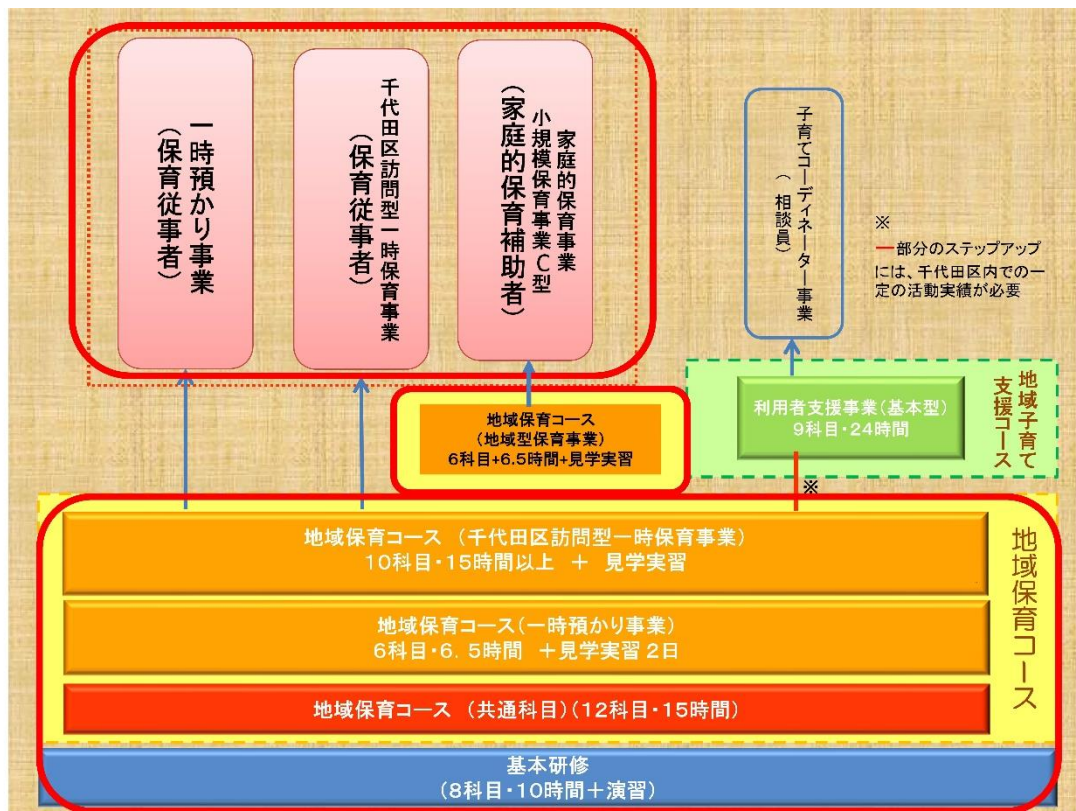 一時預かり事業
(保育従事者)
千代田区訪問型一時保育事業
(保育従事者)
家庭的保育事業
小規模保育事業C型
(家庭的保育補助者)
子育てコーディネーター事業
( 相談員)
※
ー部分のステップアップ
には、千代田区内での一
定の活動実績が必要
地域保育コース
(地域型保育事業)
6科目+6.5時間+見学実習
利用者支援事業(基本型)
9科目・24時間
地域子育て
支援コース
※
地域保育コース (千代田区訪問型一時保育事業)
10科目・15時間以上 + 見学実習
地域保育コース(一時預かり事業)
6科目・6.5時間 +見学実習2日
地域保育コース (共通科目)(12科目・15時間)
地域保育コース
基本研修
(8科目・10時間+演習)